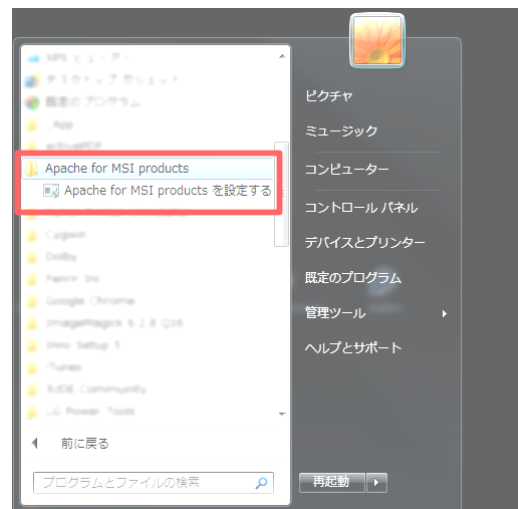 XPS ビューアー
デスクトップ ガジェット
既定のプログラム
_App
activePDF
Apache for MSI products
Apache for MSI products を設定する
Cygwin
Dolby
Google Chrome
ImageMagick 6.2.8 Q16
Inno Setup 5
iTunes
JUDE Community
LG Power Tools
前に戻る
プログラムとファイルの検索
ピクチャ
ミュージック
コンピューター
コントロール パネル
デバイスとプリンター
既定のプログラム
管理ツール
ヘルプとサポート
再起動